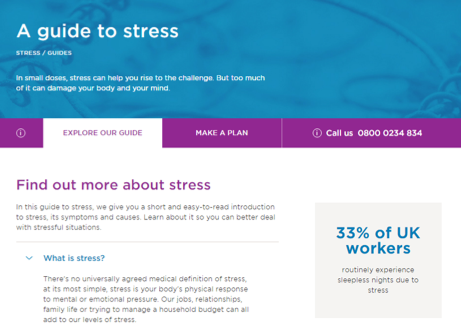 A guide to stress
STRESS / GUIDES
In small doses, stress can help you rise to the challenge. But too much
of it can damage your body and your mind.
EXPLORE OUR GUIDE
MAKE A PLAN
Call us 0800 0234 834
Find out more about stress
In this guide to stress, we give you a short and easy-to-read introduction
to stress, its symptoms and causes. Learn about it so you can better deal
with stressful situations.
What is stress?
There's no universally agreed medical definition of stress,
at its most simple, stress is your body's physical response
to mental or emotional pressure. Our jobs, relationships,
family life or trying to manage a household budget can all
add to our levels of stress.
33% of UK
workers
routinely experience
sleepless nights due to
stress